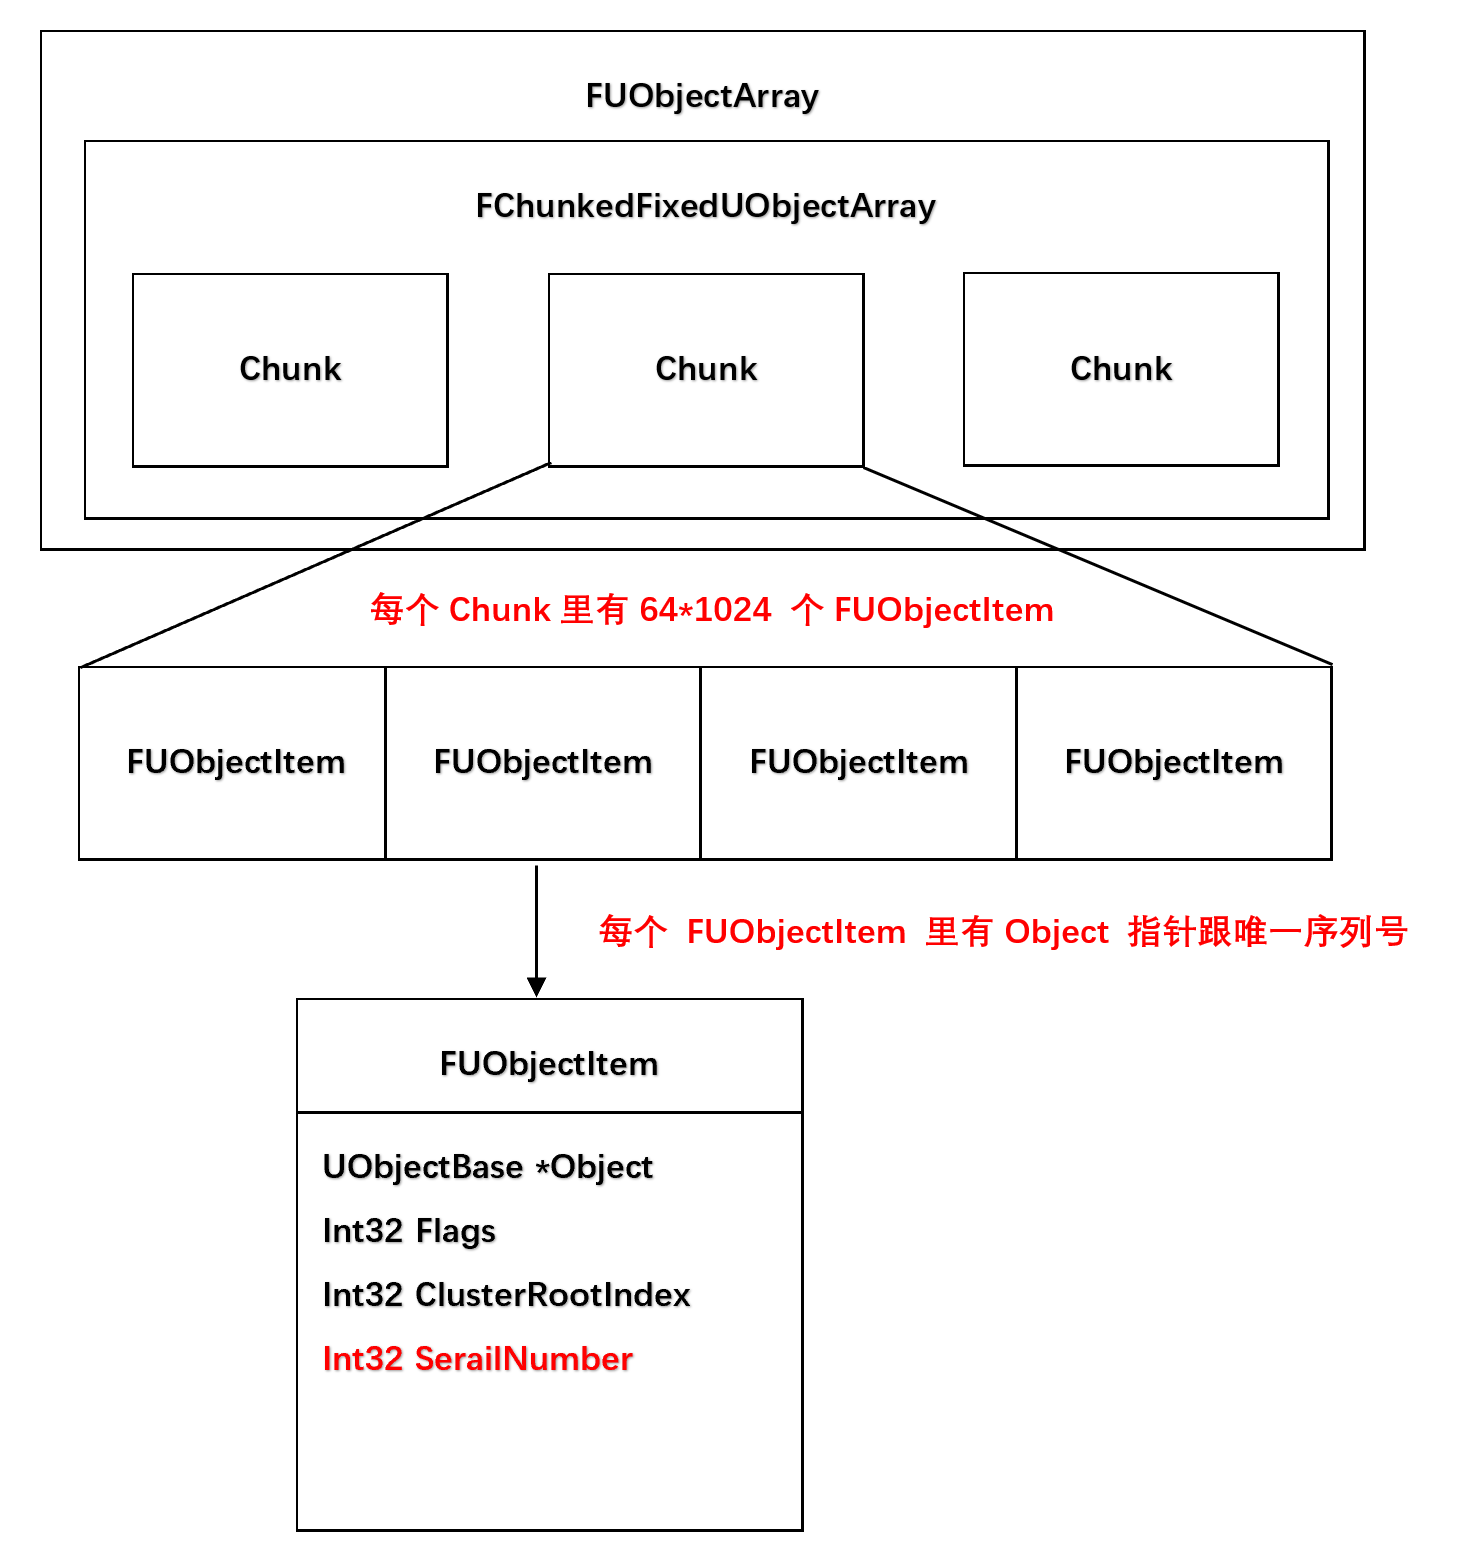 FUObjectArray
FChunkedFixedUObjectArray
Chunk
Chunk
Chunk
每个 Chunk 里有 64*1024 个 FUObjectItem
FUObjectItem
FUObjectItem
FUObjectItem
FUObjectItem
每个 FUObjectItem 里有 Object 指针跟唯一序列号
FUObjectItem
UObjectBase *Object
Int32 Flags
Int32 ClusterRootIndex
Int32 SerailNumber